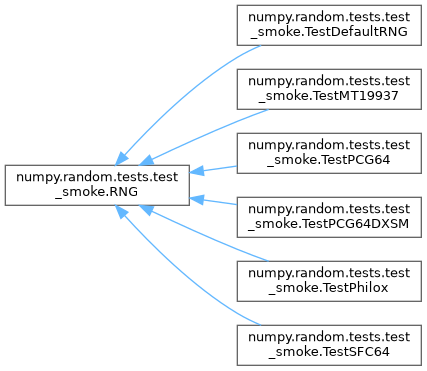 numpy.random.tests.test
_smoke.TestDefaultRNG
numpy.random.tests.test
_smoke.TestMT19937
numpy.random.tests.test
_smoke.TestPCG64
numpy.random.tests.test
_smoke.RNG
numpy.random.tests.test
_smoke.TestPCG64DXSM
numpy.random.tests.test
_smoke.TestPhilox
numpy.random.tests.test
_smoke.TestSFC64